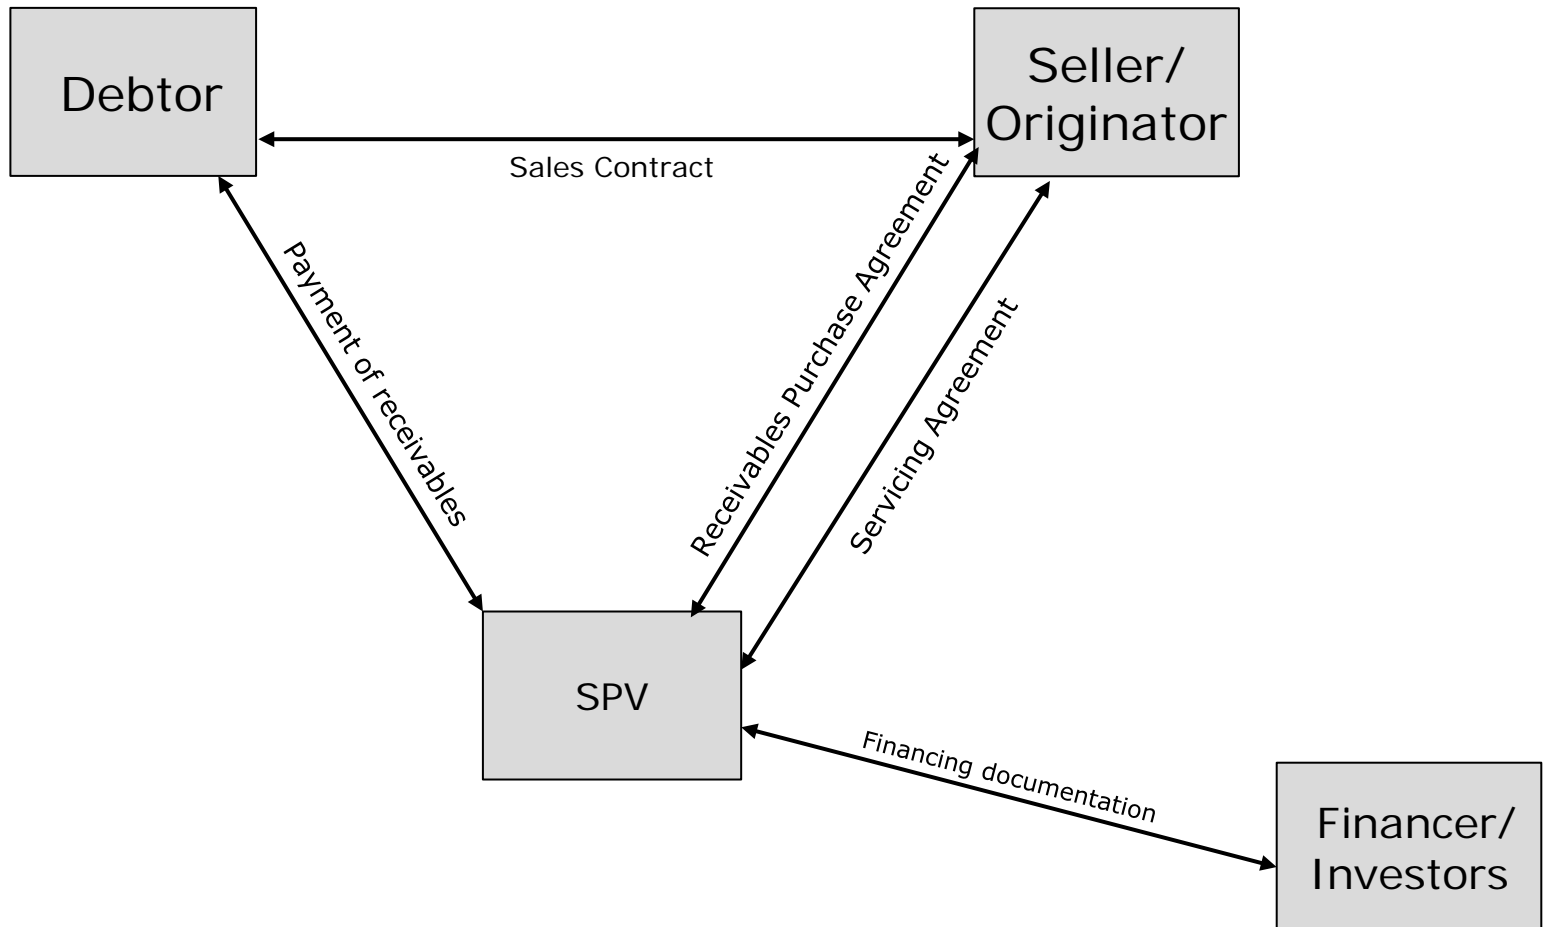 Debtor
Seller/
Originator
Sales Contract
Payment of receivables
Receivables Purchase Agreement
Servicing Agreement
SPV
Financing documentation
Financer/
Investors